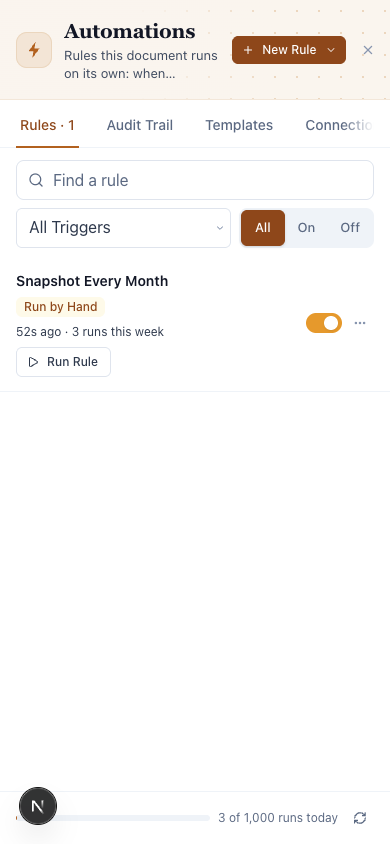 Automations
Rules this document runs
on its own: when...
New Rule
Rules · 1
Audit Trail
Templates
Connectio
Find a rule
All Triggers
All
On
Off
Snapshot Every Month
Run by Hand
52s ago · 3 runs this week
Run Rule
N
3 of 1,000 runs today